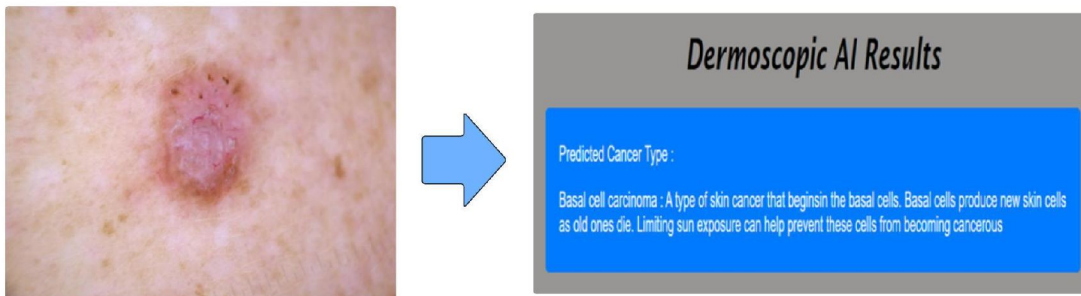 Dermoscopic AI Results
Predicted Cancer Type :
Basal cell carcinoma : A type of skin cancer that beginsin the basal cells. Basal cells produce new skin cells
as old ones die. Limiting sun exposure can help prevent these cells from becoming cancerous